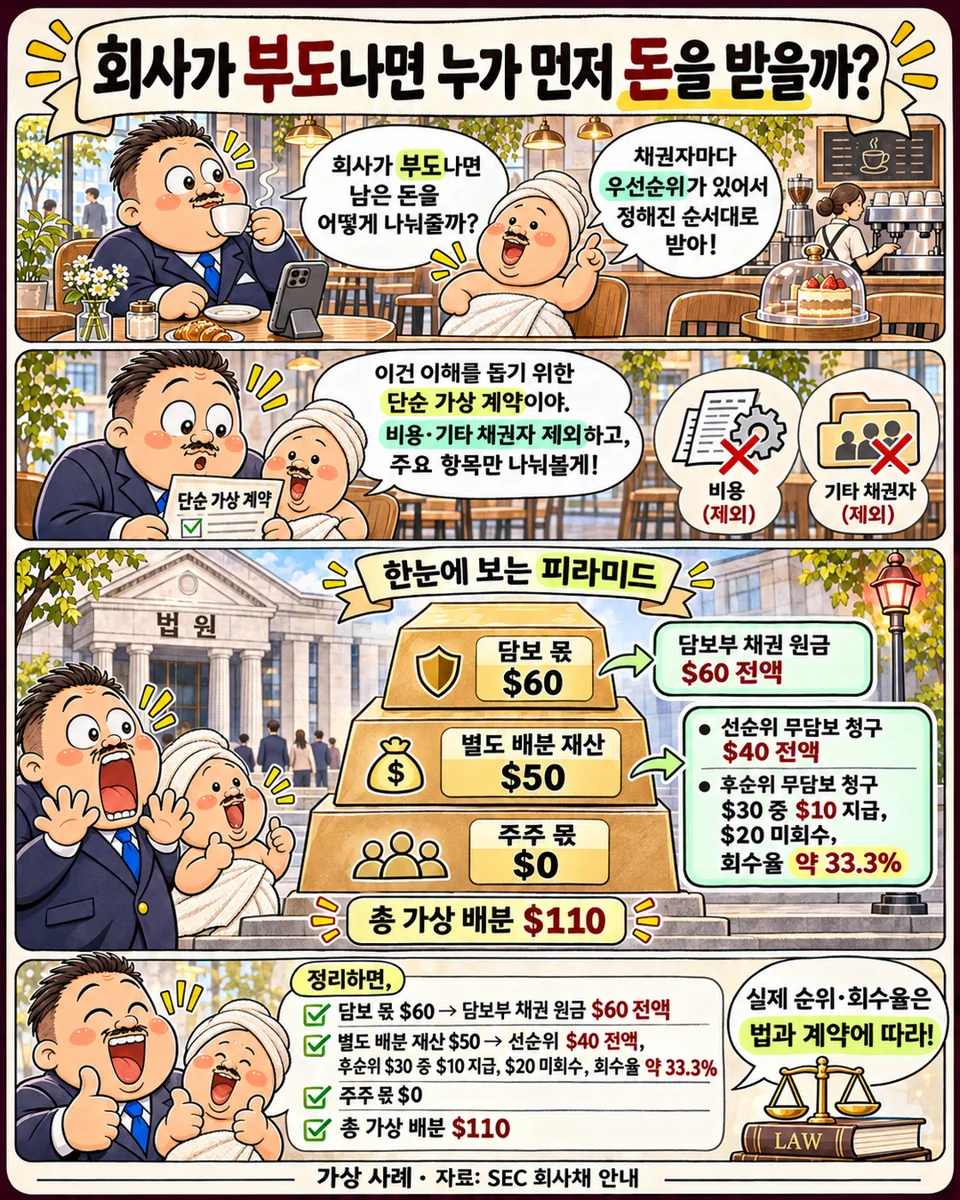 회사가 부도나면 누가 먼저 돈을 받을까?
회사가 부도나면
남은 돈을
어떻게 나눠줄까?
채권자마다
우선순위가 있어서
정해진 순서대로
받아!
이건 이해를 돕기 위한
단순 가상 계약이야.
비용·기타 채권자 제외하고,
주요 항목만 나눠볼게!
단순 가상 계약
비용
(제외)
기타 채권자
(제외)
한눈에 보는 피라미드
법원
담보 몫
$60
담보부 채권 원금
$60 전액
별도 배분 재산
$50
• 선순위 무담보 청구
$40 전액
• 후순위 무담보 청구
$30 중 $10 지급,
$20 미회수,
회수율 약 33.3%
$
주주 몫
$0
총 가상 배분 $110
정리하면,
담보 몫 $60 → 담보부 채권 원금 $60 전액
별도 배분 재산 $50 → 선순위 $40 전액,
후순위 $30 중 $10 지급, $20 미회수, 회수율 약 33.3%
주주 몫 $0
총 가상 배분 $110
실제 순위·회수율은
법과 계약에 따라!
LAW
가상 사례 · 자료: SEC 회사채 안내